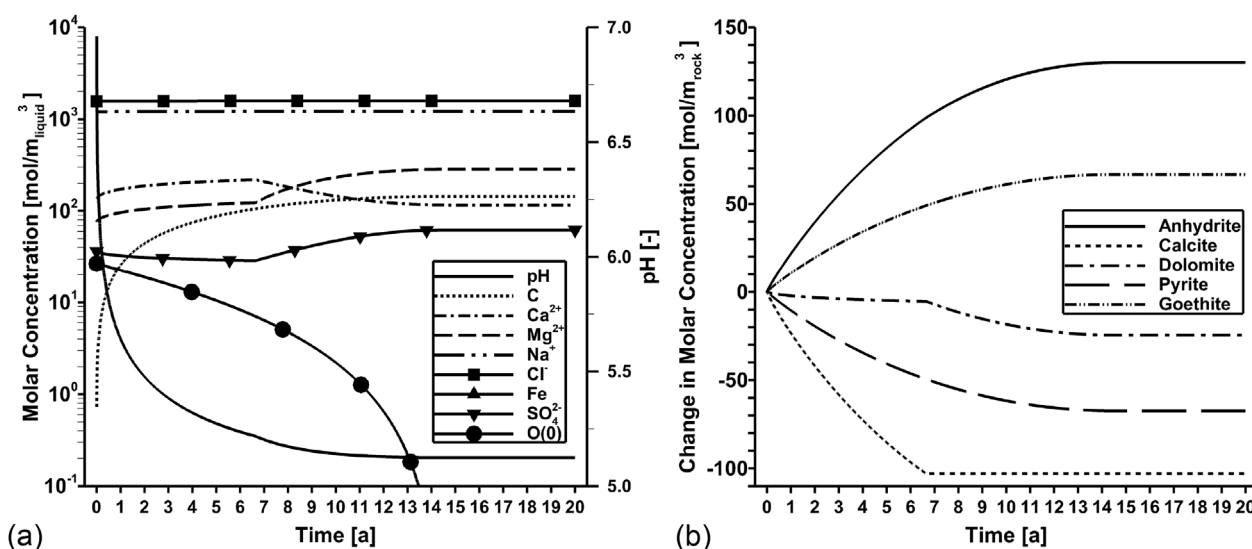 Molar Concentration [mol/m³liquid]
10⁴
10³
10²
10¹
10⁰
10⁻¹
7.0
6.5
6.0
5.5
5.0
pH [-]
pH
C
Ca²⁺
Mg²⁺
Na⁺
Cl⁻
Fe
SO₄²⁻
O(0)
0 1 2 3 4 5 6 7 8 9 10 11 12 13 14 15 16 17 18 19 20
Time [a]
(a)
Change in Molar Concentration [mol/m³rock]
150
100
50
0
-50
-100
Anhydrite
Calcite
Dolomite
Pyrite
Goethite
0 1 2 3 4 5 6 7 8 9 10 11 12 13 14 15 16 17 18 19 20
Time [a]
(b)